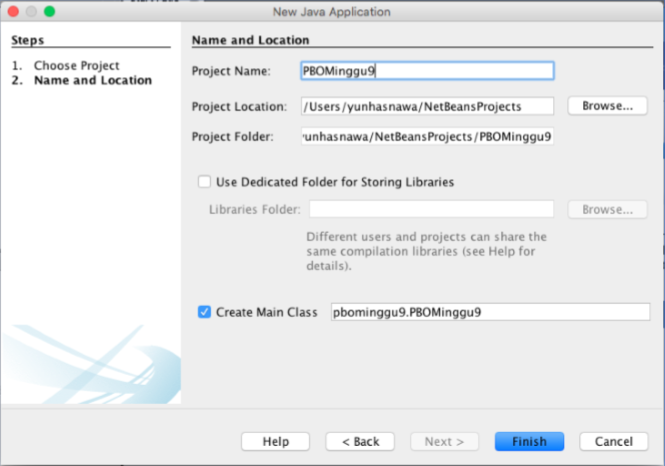 New Java Application
Steps
1. Choose Project
2. Name and Location
Name and Location
Project Name: PBOMinggu9
Project Location: /Users/yunhasnawa/NetBeansProjects Browse...
Project Folder: yunhasnawa/NetBeansProjects/PBOMinggu9
Use Dedicated Folder for Storing Libraries
Libraries Folder: Browse...
Different users and projects can share the
same compilation libraries (see Help for
details).
Create Main Class pbominggu9.PBOMinggu9
Help < Back Next > Finish Cancel